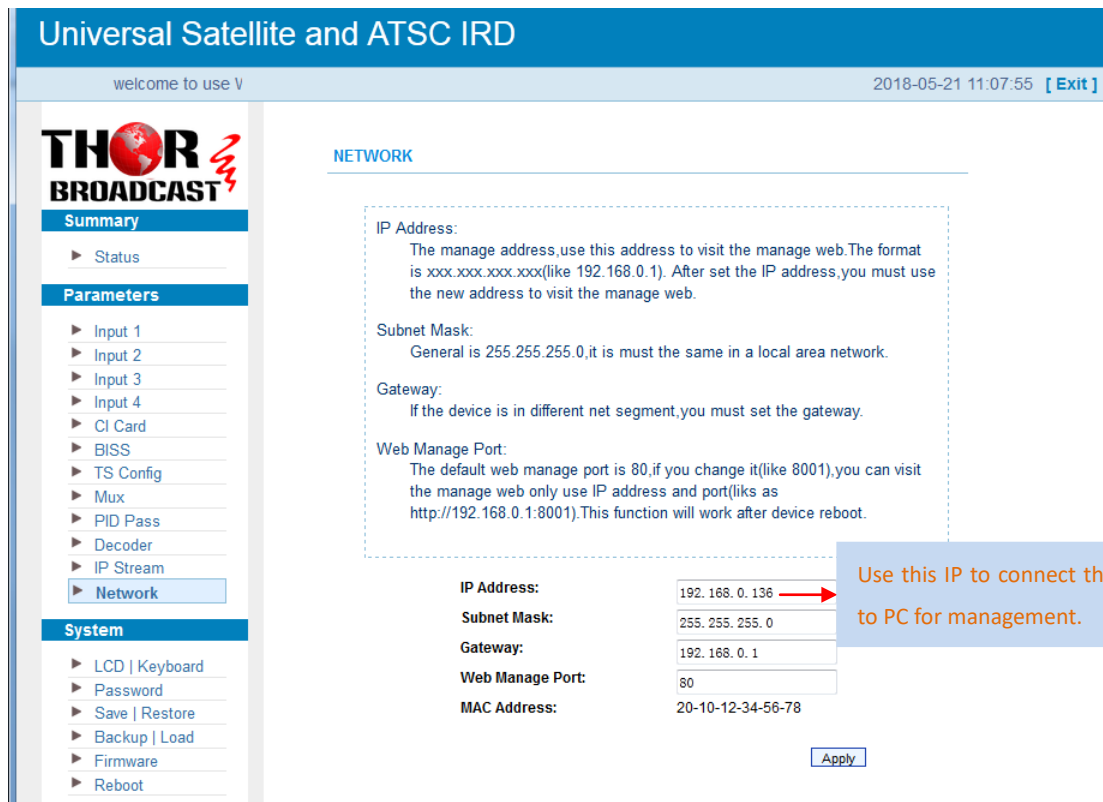 Universal Satellite and ATSC IRD
welcome to use
2018-05-21 11:07:55 [ Exit ]
THOR
BROADCAST
Summary
Status
Parameters
Input 1
Input 2
Input 3
Input 4
CI Card
BISS
TS Config
Mux
PID Pass
Decoder
IP Stream
Network
System
LCD | Keyboard
Password
Save | Restore
Backup | Load
Firmware
Reboot
NETWORK
IP Address:
The manage address,use this address to visit the manage web.The format
is xxx.xxx.xxx.xxx(like 192.168.0.1). After set the IP address,you must use
the new address to visit the manage web.
Subnet Mask:
General is 255.255.255.0,it is must the same in a local area network.
Gateway:
If the device is in different net segment,you must set the gateway.
Web Manage Port:
The default web manage port is 80,if you change it(like 8001),you can visit
the manage web only use IP address and port(liks as
http://192.168.0.1:8001).This function will work after device reboot.
IP Address: 192. 168. 0. 136
Subnet Mask: 255. 255. 255. 0
Gateway: 192. 168. 0. 1
Web Manage Port: 80
MAC Address: 20-10-12-34-56-78
Use this IP to connect th
to PC for management.
Apply